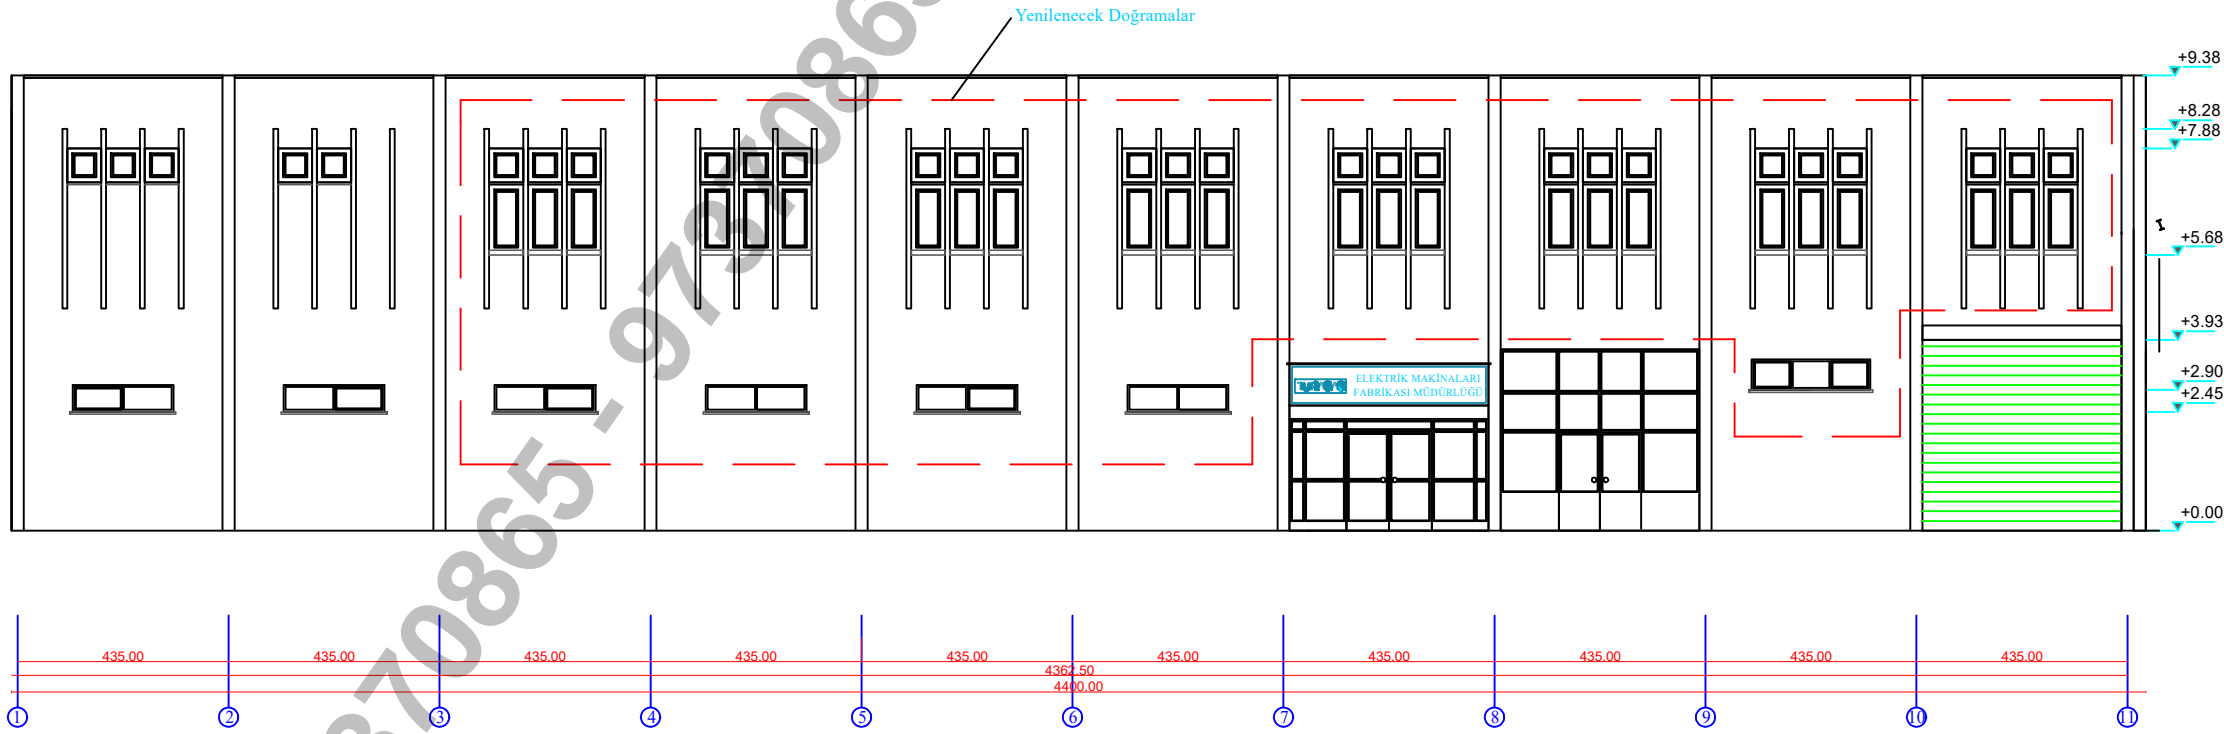 Yenilenecek Doğramalar
+9.38
+8.28
+7.88
+5.68
+3.93
+2.90
+2.45
+0.00
ELEKTRİK MAKİNALARI
FABRİKASI MÜDÜRLÜĞÜ
435.00 435.00 435.00 435.00 435.00 435.00 435.00 435.00 435.00 435.00
4362.50
4400.00
1 2 3 4 5 6 7 8 9 10 11
370865 - 97370865